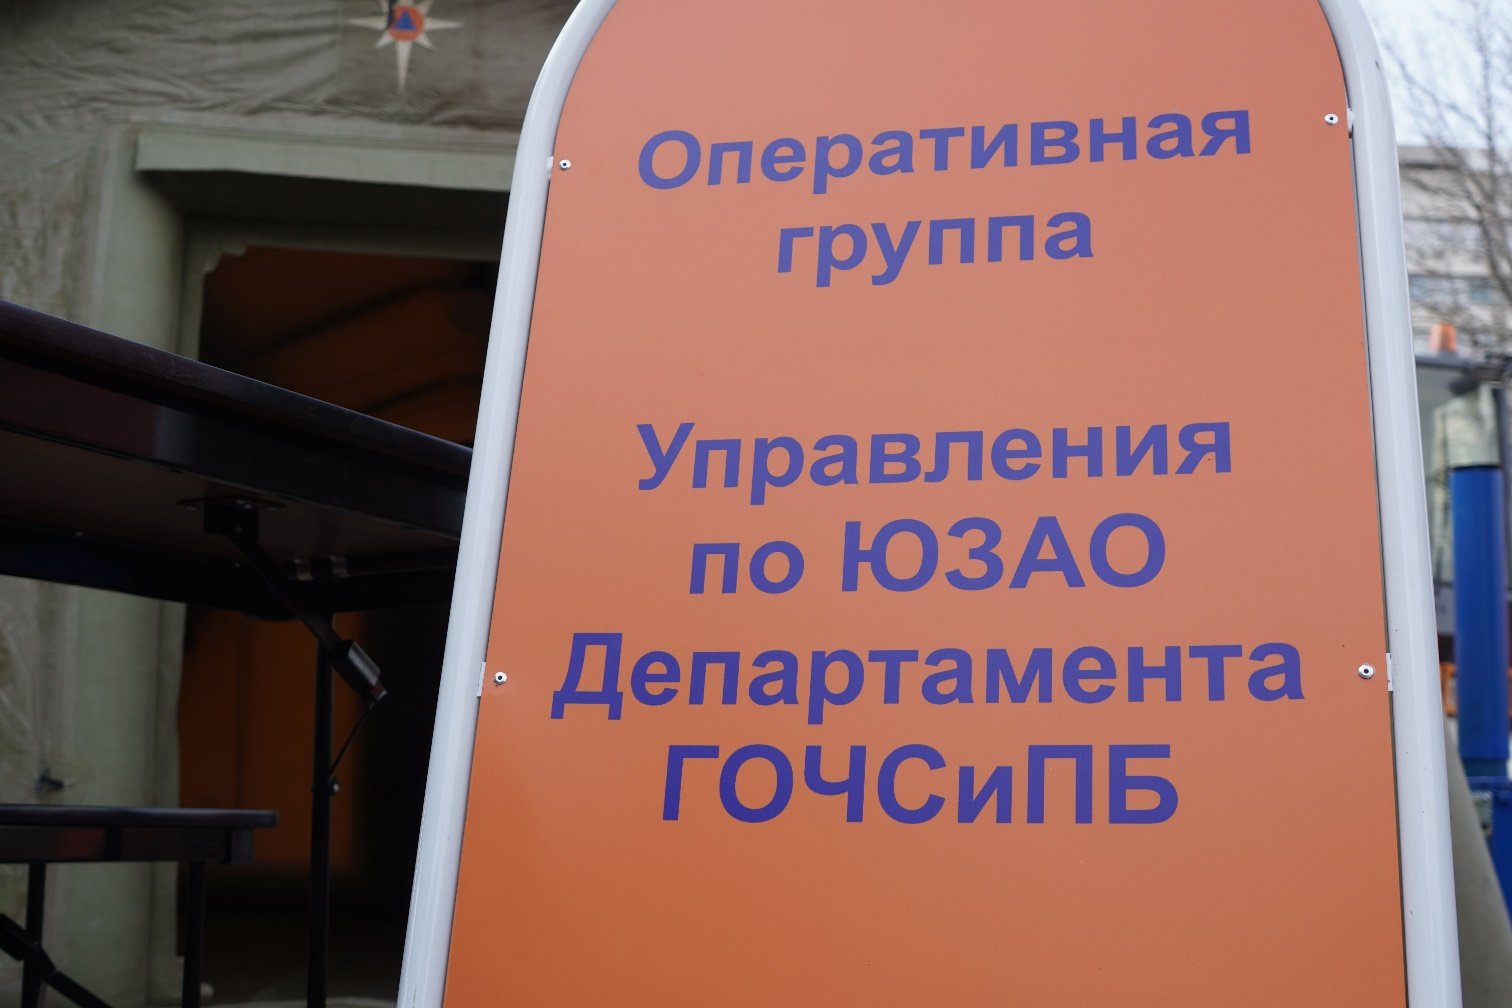 Оперативная
группа
Управления
по ЮЗАО
Департамента
ГОЧСиПБ